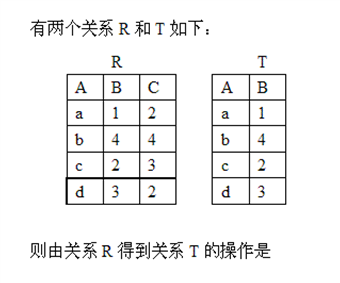 有两个关系 R 和 T 如下：
R T
A B C A B
a 1 2 a 1
b 4 4 b 4
c 2 3 c 2
d 3 2 d 3
则由关系 R 得到关系 T 的操作是